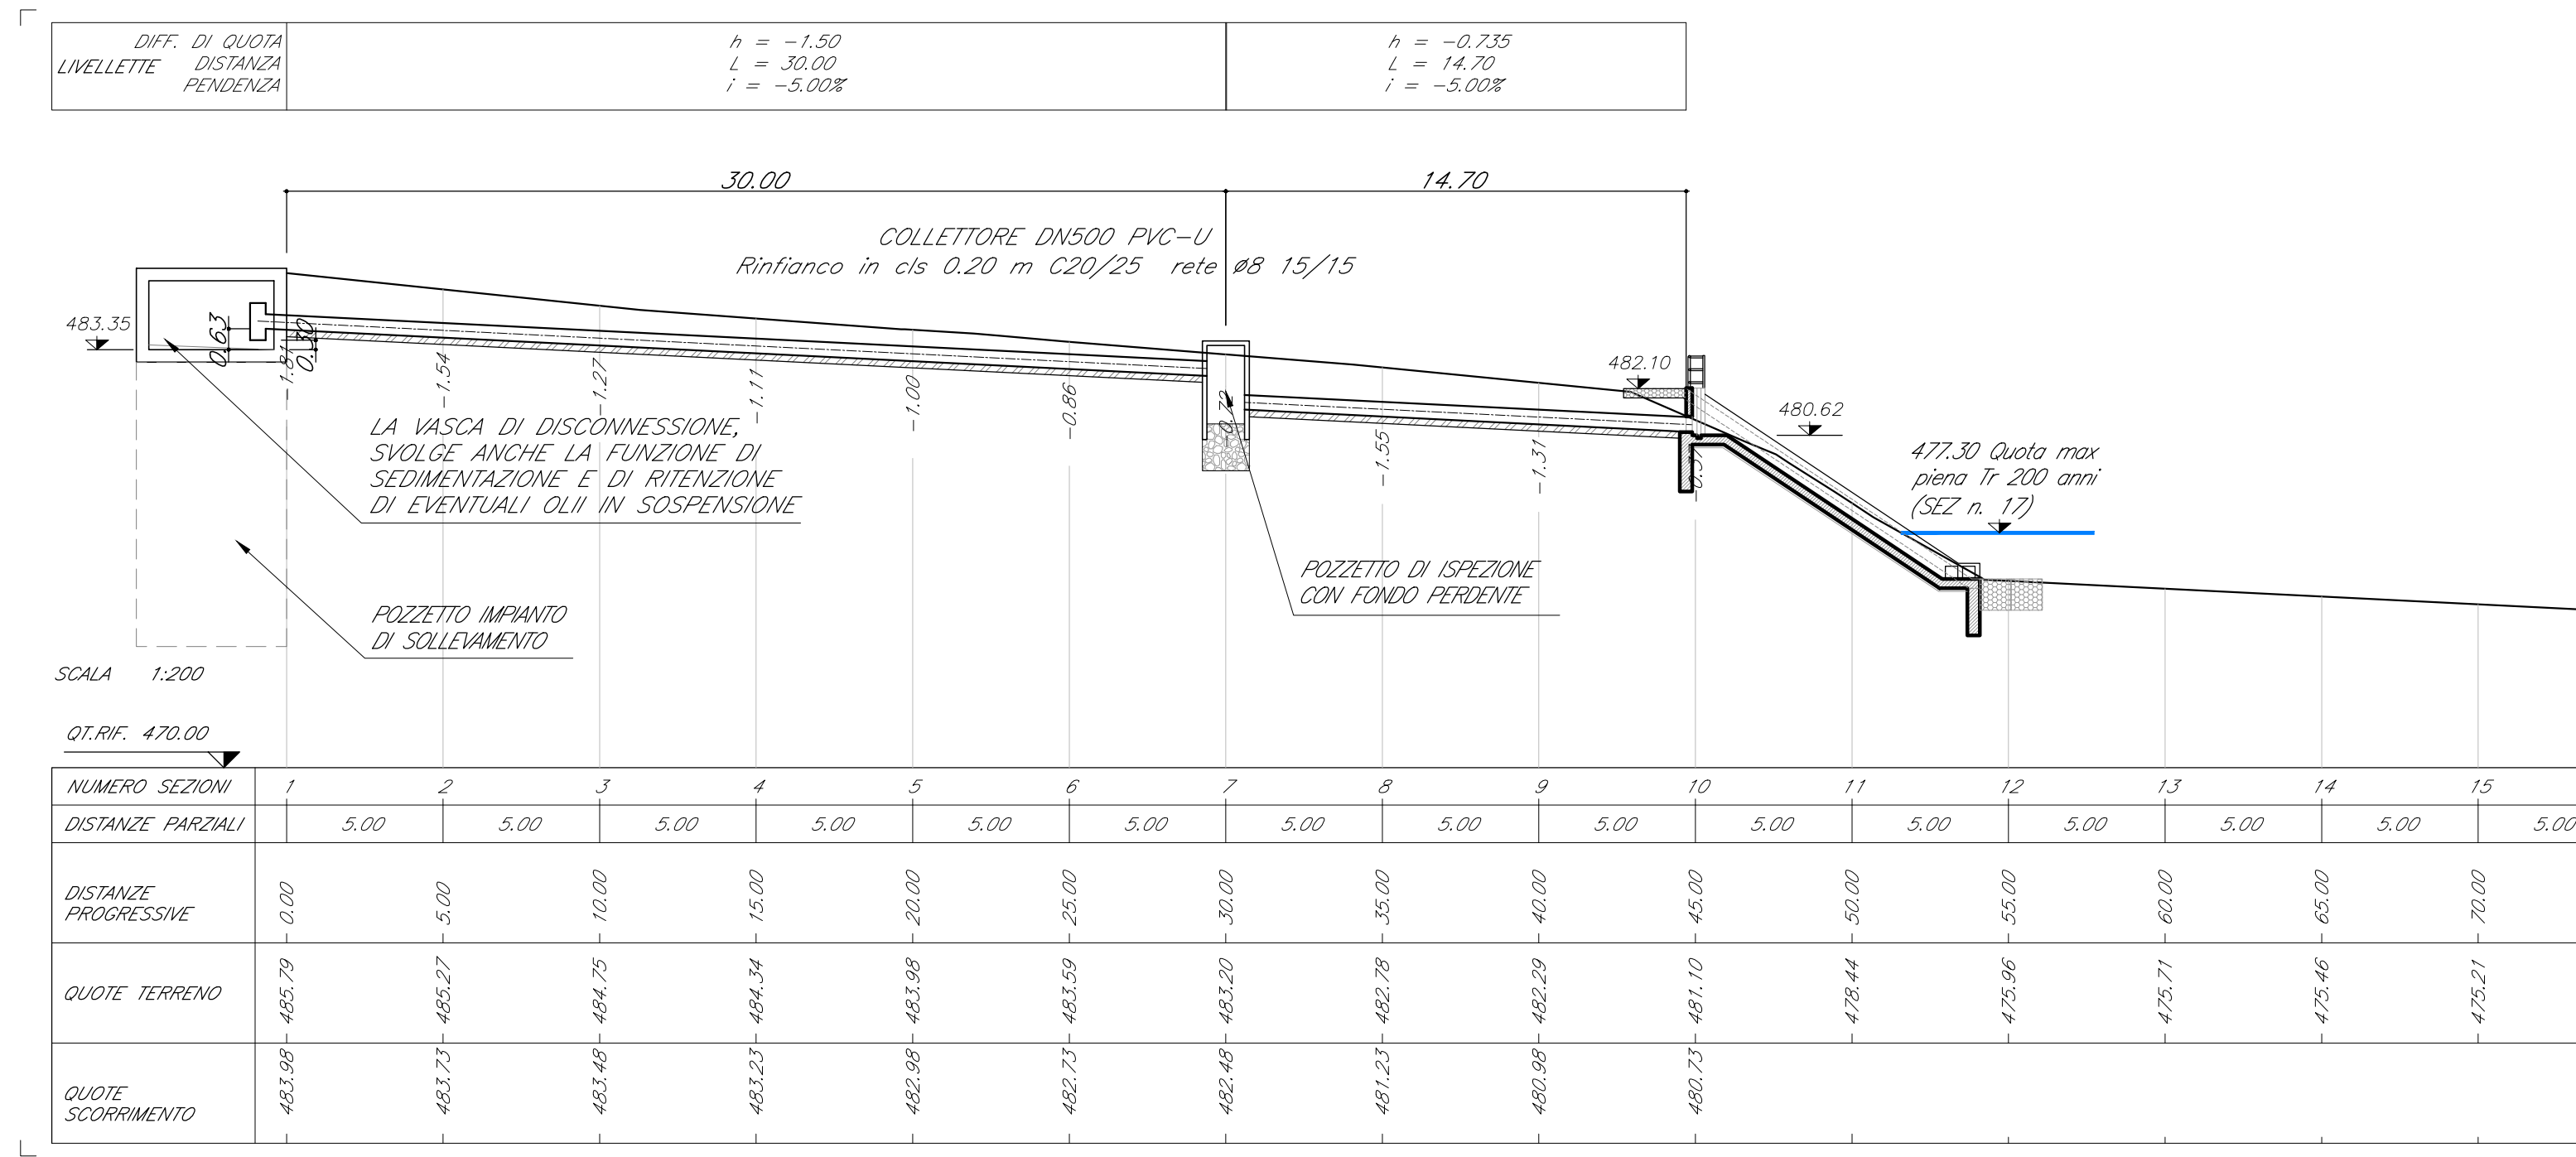 DIFF. DI QUOTA
LIVELLETTE DISTANZA
PENDENZA
h = -1.50
L = 30.00
i = -5.00%
h = -0.735
L = 14.70
i = -5.00%
30.00
14.70
COLLETTORE DN500 PVC-U
Rinfianco in cls 0.20 m C20/25 rete ø8 15/15
483.35
0.63
0.30
482.10
480.62
477.30 Quota max
piena Tr 200 anni
(SEZ n. 17)
-1.81
-1.54
-1.27
-1.11
-1.00
-0.86
-0.72
-1.55
-1.31
-0.37
LA VASCA DI DISCONNESSIONE,
SVOLGE ANCHE LA FUNZIONE DI
SEDIMENTAZIONE E DI RITENZIONE
DI EVENTUALI OLII IN SOSPENSIONE
POZZETTO DI ISPEZIONE
CON FONDO PERDENTE
POZZETTO IMPIANTO
DI SOLLEVAMENTO
SCALA 1:200
QT.RIF. 470.00
NUMERO SEZIONI 1 2 3 4 5 6 7 8 9 10 11 12 13 14 15
DISTANZE PARZIALI 5.00 5.00 5.00 5.00 5.00 5.00 5.00 5.00 5.00 5.00 5.00 5.00 5.00 5.00 5.00
DISTANZE
PROGRESSIVE
0.00 5.00 10.00 15.00 20.00 25.00 30.00 35.00 40.00 45.00 50.00 55.00 60.00 65.00 70.00
QUOTE TERRENO 485.79 485.27 484.75 484.34 483.98 483.59 483.20 482.78 482.29 481.10 478.44 475.96 475.71 475.46 475.21
QUOTE
SCORRIMENTO
483.98 483.73 483.48 483.23 482.98 482.73 482.48 481.23 480.98 480.73